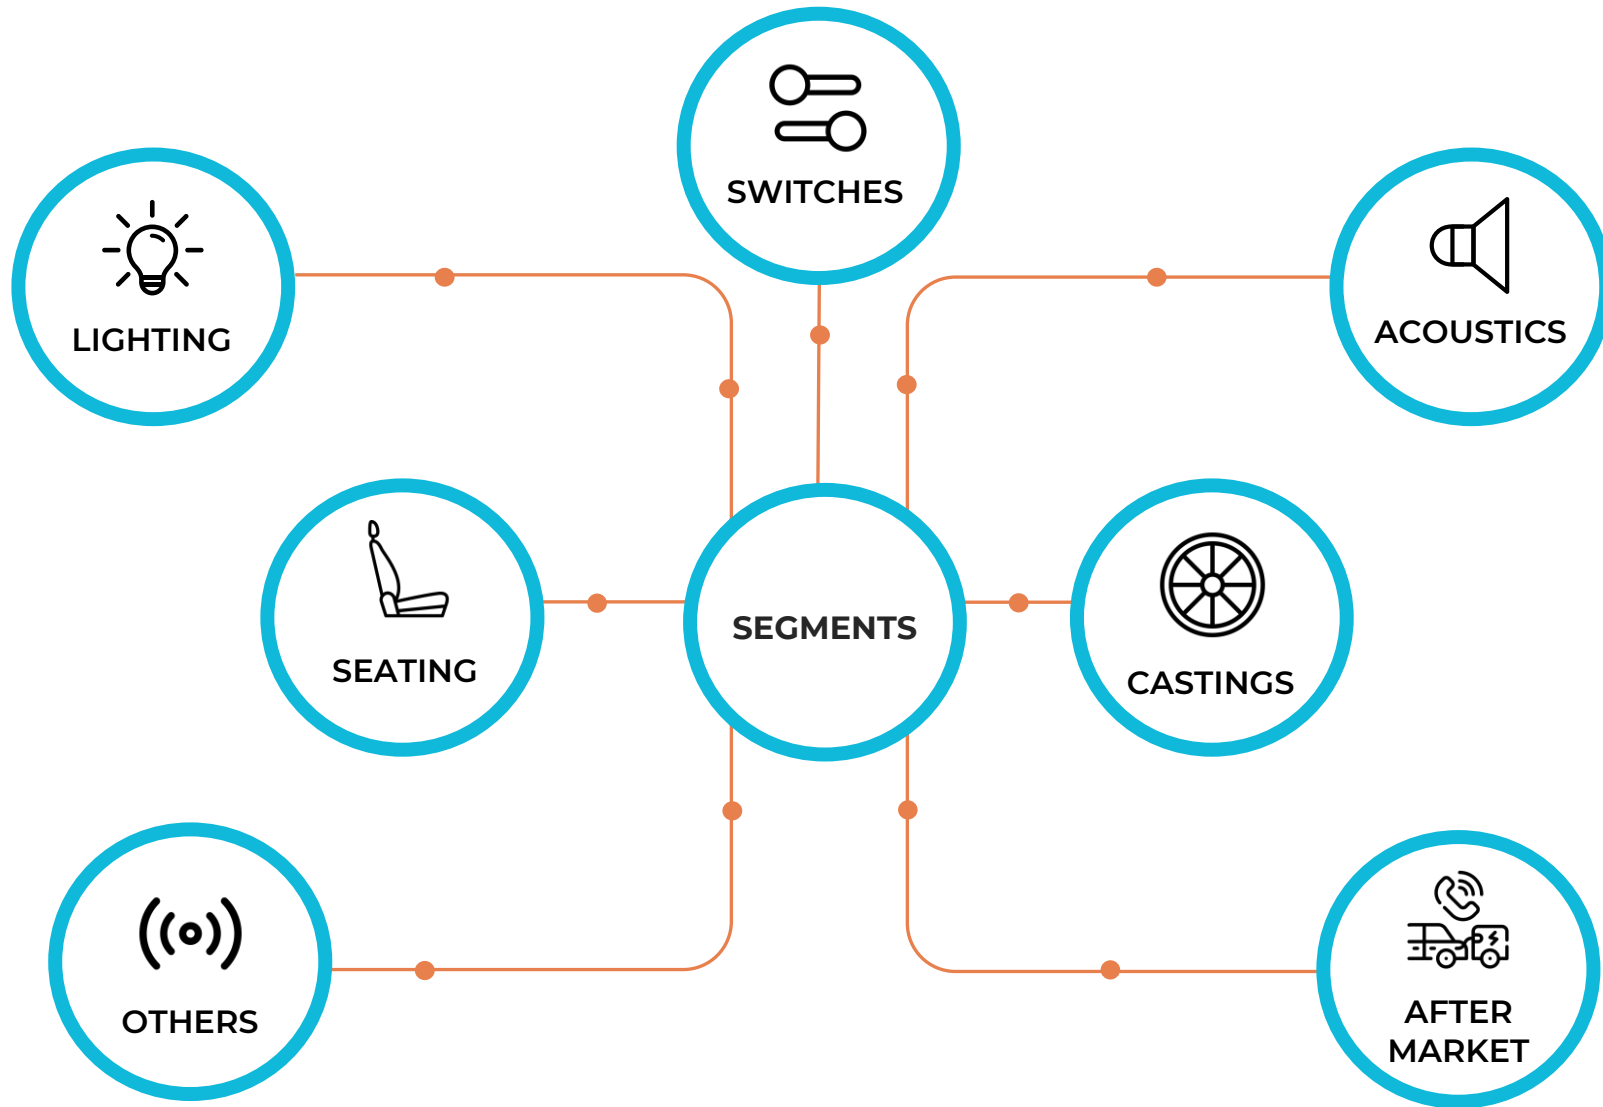 SWITCHES
LIGHTING
ACOUSTICS
SEATING
SEGMENTS
CASTINGS
OTHERS
AFTER
MARKET